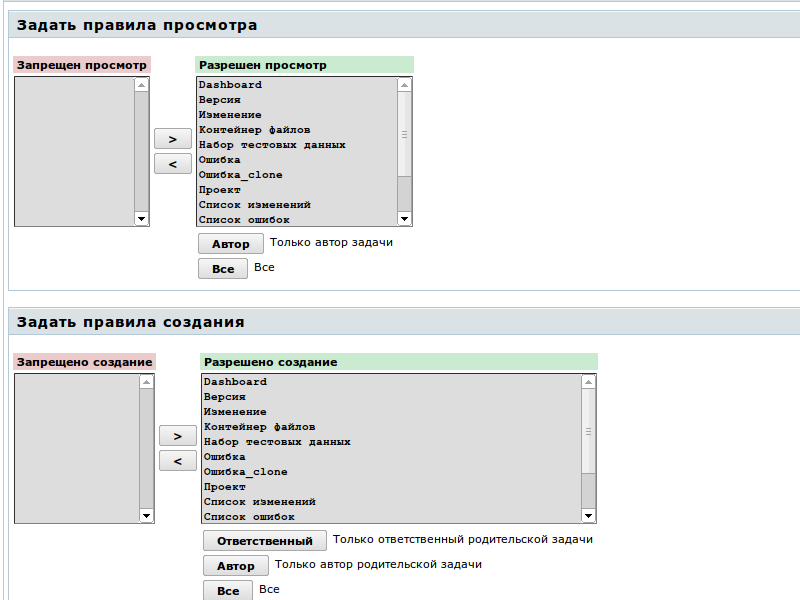 Задать правила просмотра
Запрещен просмотр
Разрешен просмотр
Dashboard
Версия
Изменение
Контейнер файлов
Набор тестовых данных
Ошибка
Ошибка_clone
Проект
Список изменений
Список ошибок
>
<
Автор Только автор задачи
Все Все
Задать правила создания
Запрещено создание
Разрешено создание
Dashboard
Версия
Изменение
Контейнер файлов
Набор тестовых данных
Ошибка
Ошибка_clone
Проект
Список изменений
Список ошибок
>
<
Ответственный Только ответственный родительской задачи
Автор Только автор родительской задачи
Все Все